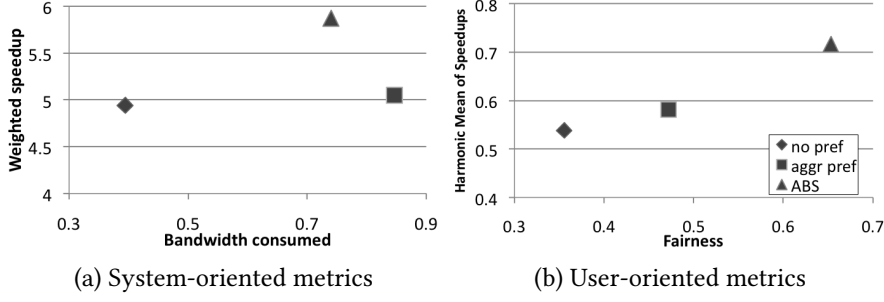 Weighted speedup
6
5.5
5
4.5
4
0.3 0.5 0.7 0.9
Bandwidth consumed
(a) System-oriented metrics
Harmonic Mean of Speedups
0.8
0.7
0.6
0.5
0.4
0.3 0.4 0.5 0.6 0.7
Fairness
no pref
aggr pref
ABS
(b) User-oriented metrics